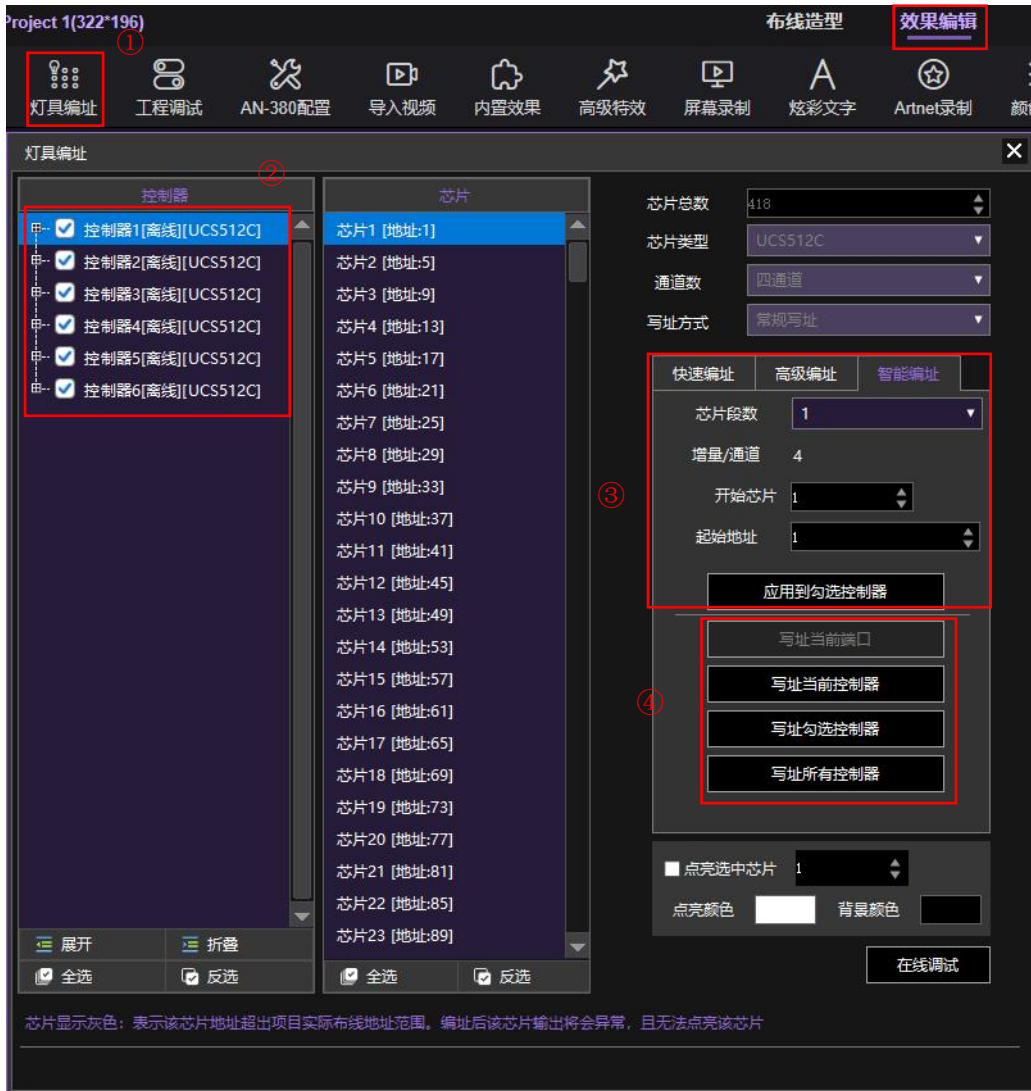 Project 1(322*196)
布线造型
效果编辑
①
灯具编址
工程调试
AN-380配置
导入视频
内置效果
高级特效
屏幕录制
炫彩文字
Artnet录制
灯具编址
②
控制器
控制器1[离线][UCS512C]
控制器2[离线][UCS512C]
控制器3[离线][UCS512C]
控制器4[离线][UCS512C]
控制器5[离线][UCS512C]
控制器6[离线][UCS512C]
展开
折叠
全选
反选
芯片
芯片1 [地址:1]
芯片2 [地址:5]
芯片3 [地址:9]
芯片4 [地址:13]
芯片5 [地址:17]
芯片6 [地址:21]
芯片7 [地址:25]
芯片8 [地址:29]
芯片9 [地址:33]
芯片10 [地址:37]
芯片11 [地址:41]
芯片12 [地址:45]
芯片13 [地址:49]
芯片14 [地址:53]
芯片15 [地址:57]
芯片16 [地址:61]
芯片17 [地址:65]
芯片18 [地址:69]
芯片19 [地址:73]
芯片20 [地址:77]
芯片21 [地址:81]
芯片22 [地址:85]
芯片23 [地址:89]
全选
反选
芯片总数 418
芯片类型 UCS512C
通道数 四通道
写址方式 常规写址
③
快速编址 高级编址 智能编址
芯片段数 1
增量/通道 4
开始芯片 1
起始地址 1
应用到勾选控制器
④
写址当前端口
写址当前控制器
写址勾选控制器
写址所有控制器
点亮选中芯片 1
点亮颜色 背景颜色
在线调试
芯片显示灰色：表示该芯片地址超出项目实际布线地址范围。编址后该芯片输出将会异常，且无法点亮该芯片